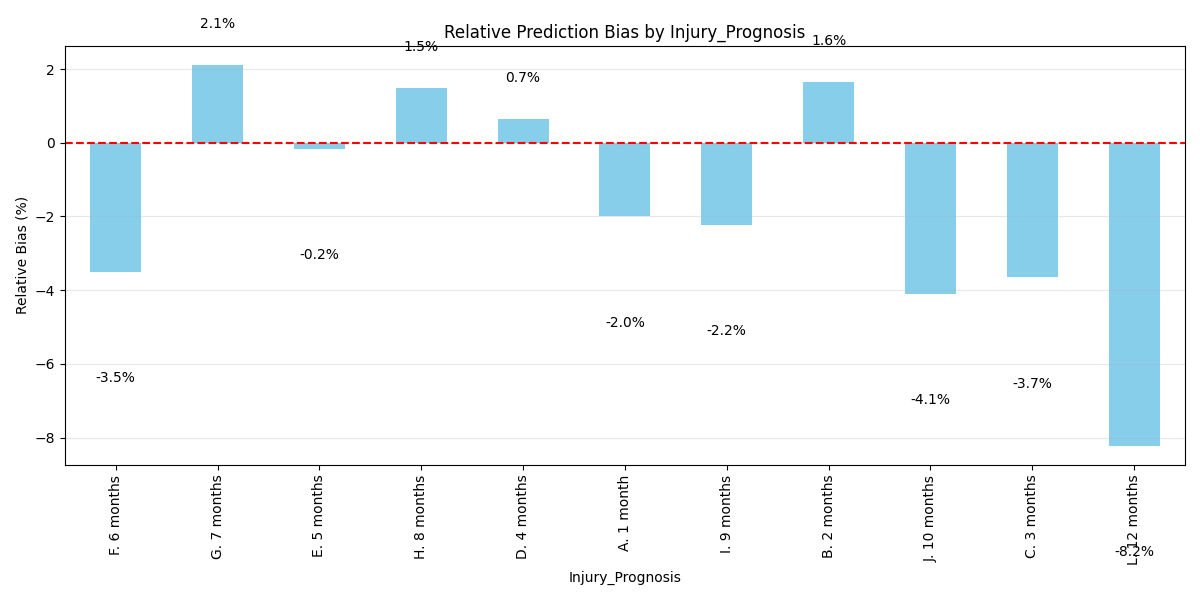 Relative Prediction Bias by Injury_Prognosis
2.1%
1.5%
0.7%
1.6%
-0.2%
-2.0%
-2.2%
-3.5%
-4.1%
-3.7%
-8.2%
Relative Bias (%)
2
0
−2
−4
−6
−8
F. 6 months
G. 7 months
E. 5 months
H. 8 months
D. 4 months
A. 1 month
I. 9 months
B. 2 months
J. 10 months
C. 3 months
L. 12 months
Injury_Prognosis